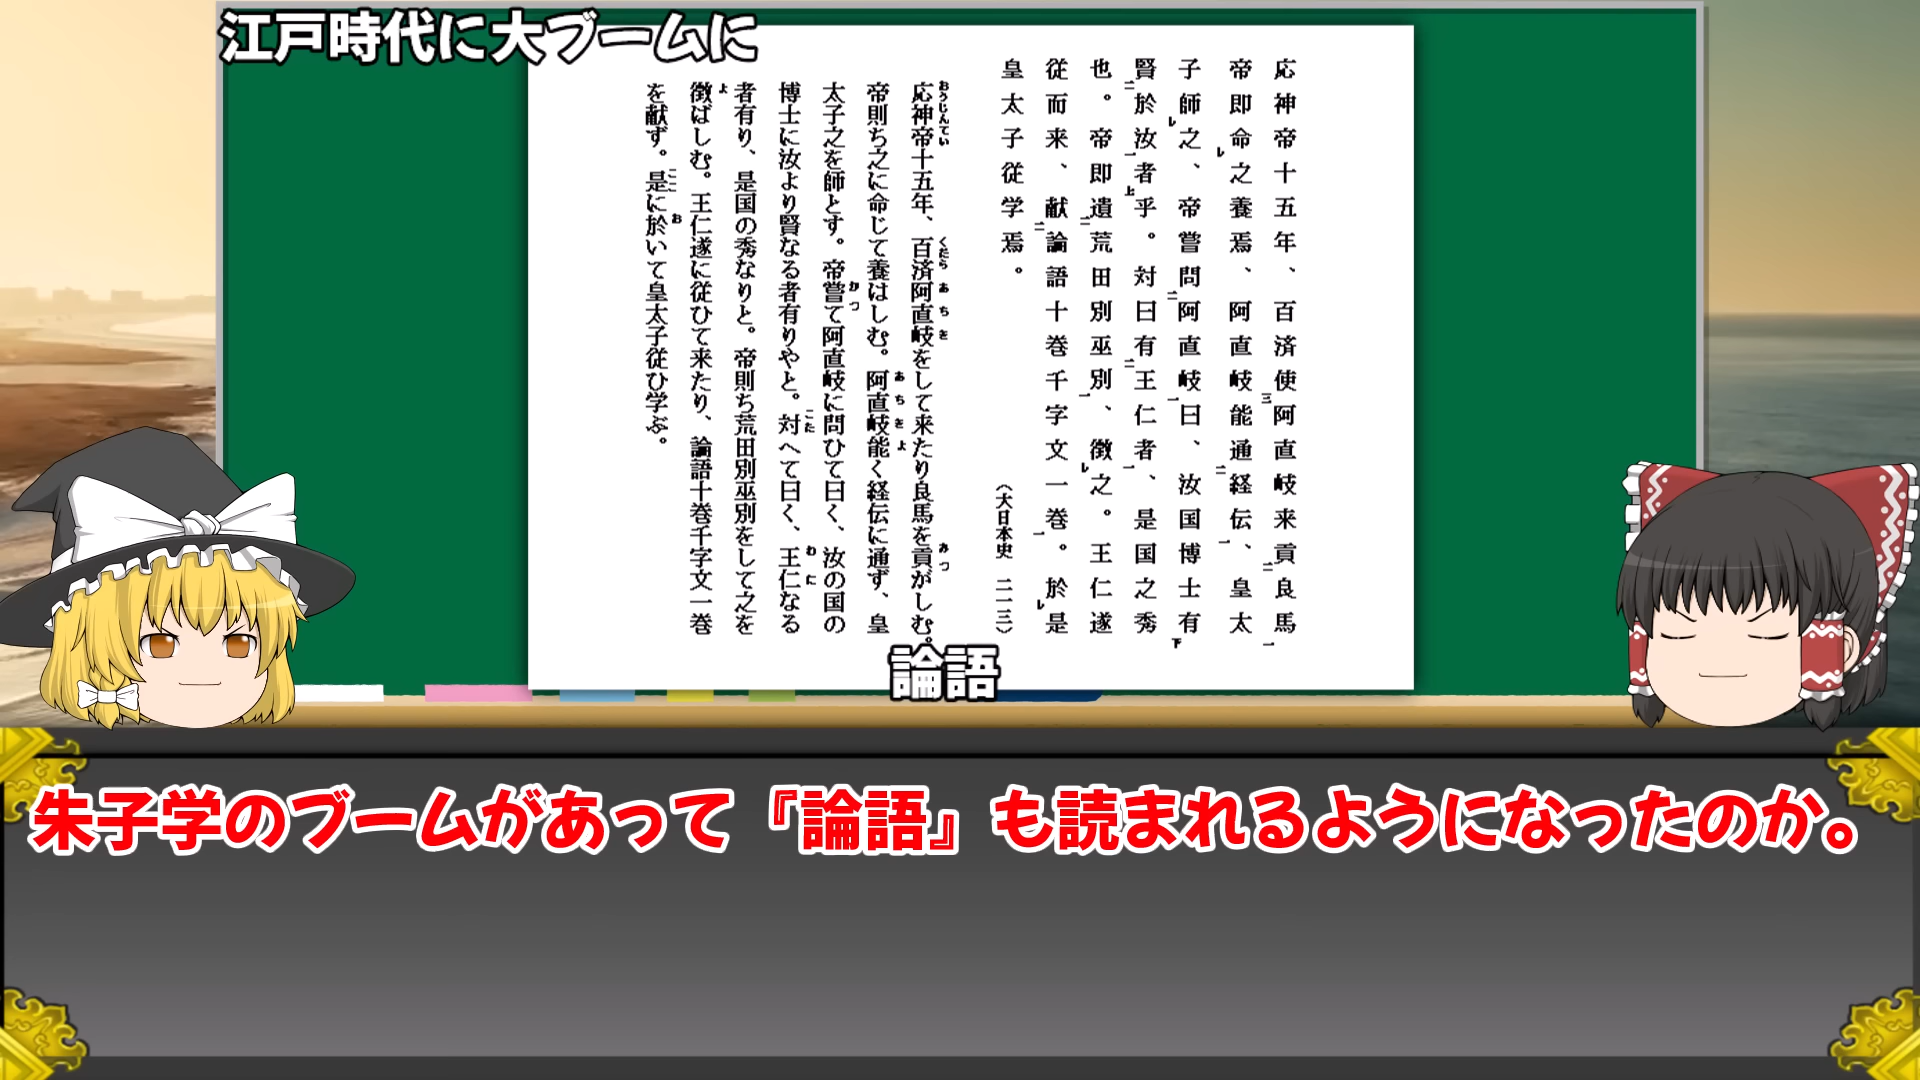 江戸時代に大ブームに
応神帝十五年、百済使阿直岐来貢良馬
帝即命之養焉、阿直岐能通経伝、皇太
子師之、帝嘗問阿直岐曰、汝国博士有
賢於汝者乎。対曰有王仁者、是国之秀
也。帝即遣荒田別巫別、徴之。王仁遂
従而来、献論語十巻千字文一巻。於是
皇太子従学焉。
（大日本史 二一三）
応神帝十五年、百済阿直岐をして来たり良馬を貢がしむ。
帝則ち之に命じて養はしむ。阿直岐能く経伝に通ず、皇
太子之を師とす。帝嘗て阿直岐に問ひて曰く、汝の国の
博士に汝より賢なる者有りやと。対へて曰く、王仁なる
者有り、是国の秀なりと。帝則ち荒田別巫別をして之を
徴ばしむ。王仁遂に従ひて来たり、論語十巻千字文一巻
を献ず。是に於いて皇太子従ひ学ぶ。
論語
朱子学のブームがあって『論語』も読まれるようになったのか。